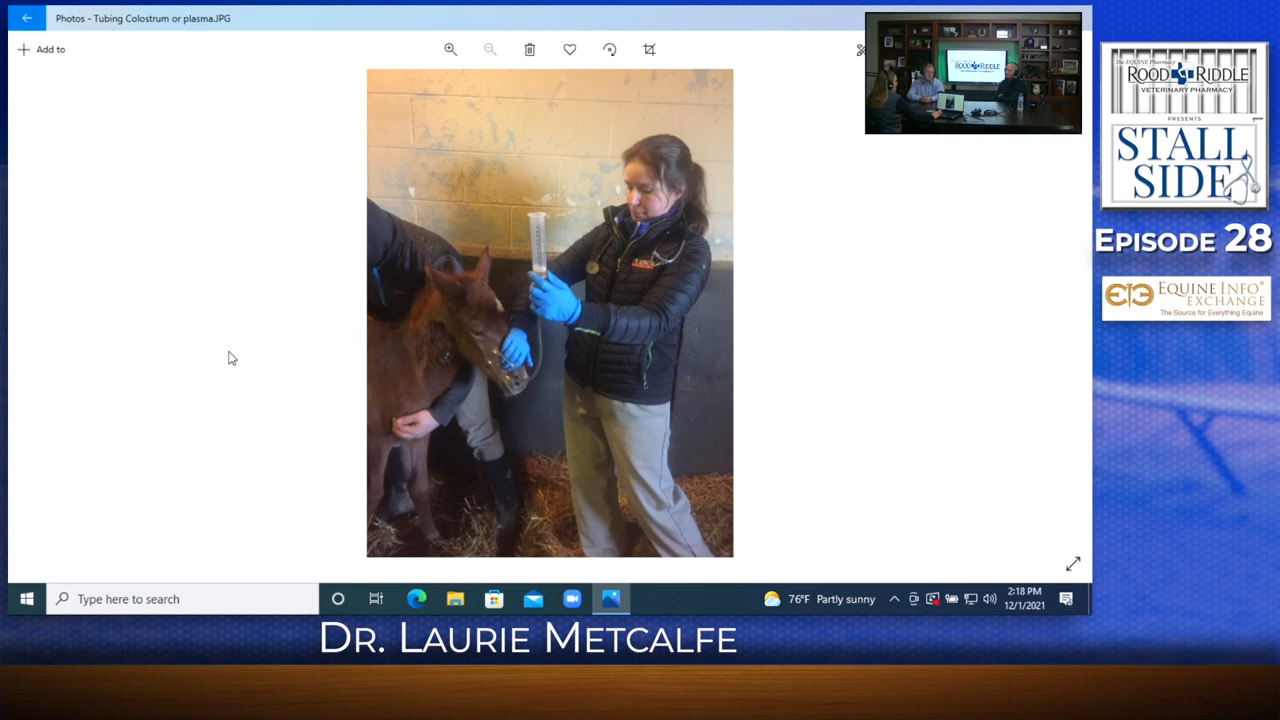 Photos - Tubing Colostrum or plasma.JPG
Add to
ROOD RIDDLE
The EQUINE Pharmacy
ROOD RIDDLE
VETERINARY PHARMACY
PRESENTS
STALL
SIDE
EPISODE 28
EQUINE INFO
EXCHANGE
The Source for Everything Equine
Type here to search
76°F Partly sunny
2:18 PM
12/1/2021
DR. LAURIE METCALFE